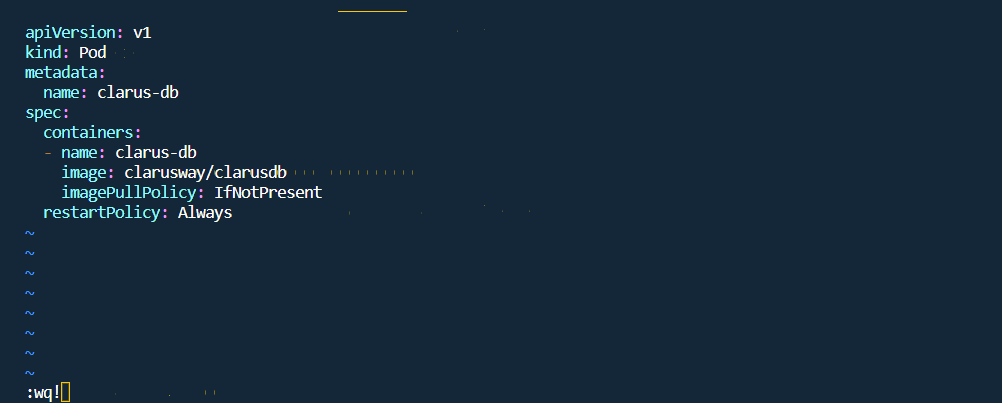 apiVersion: v1
kind: Pod
metadata:
  name: clarus-db
spec:
  containers:
  - name: clarus-db
    image: clarusway/clarusdb
    imagePullPolicy: IfNotPresent
  restartPolicy: Always
~
~
~
~
~
~
~
~
:wq!